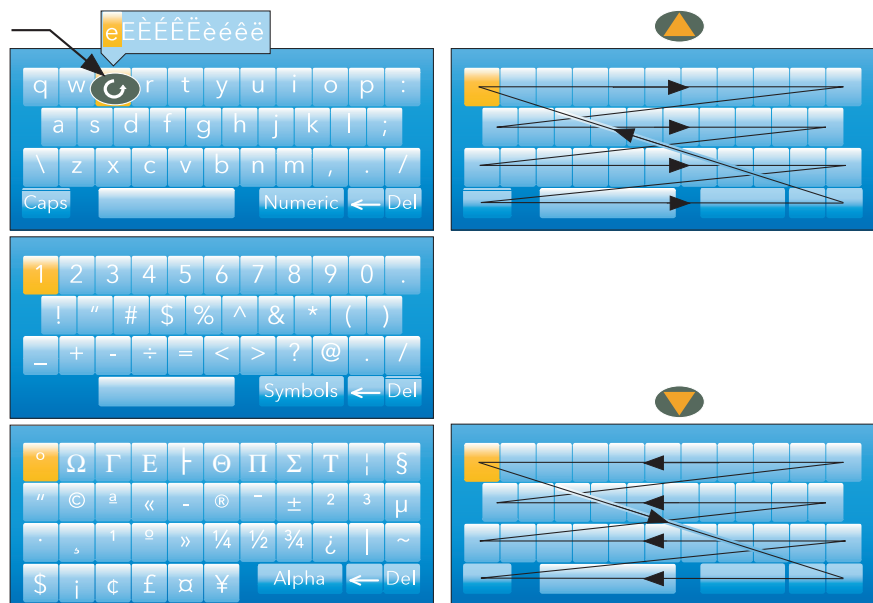 eEÈÉÊËèéêë
q w r t y u i o p :
a s d f g h j k l ;
\ z x c v b n m , . /
Caps Numeric ← Del
1 2 3 4 5 6 7 8 9 0 .
! “ # $ % ^ & * ( )
_ + - ÷ = < > ? @ . /
Symbols ← Del
° Ω Γ E ├ Θ Π Σ T ¦ §
“ © ª « - ® ¯ ± ² ³ µ
· ¸ ¹ º » ¼ ½ ¾ ¿ | ~
$ ¡ ¢ £ ¤ ¥ Alpha ← Del